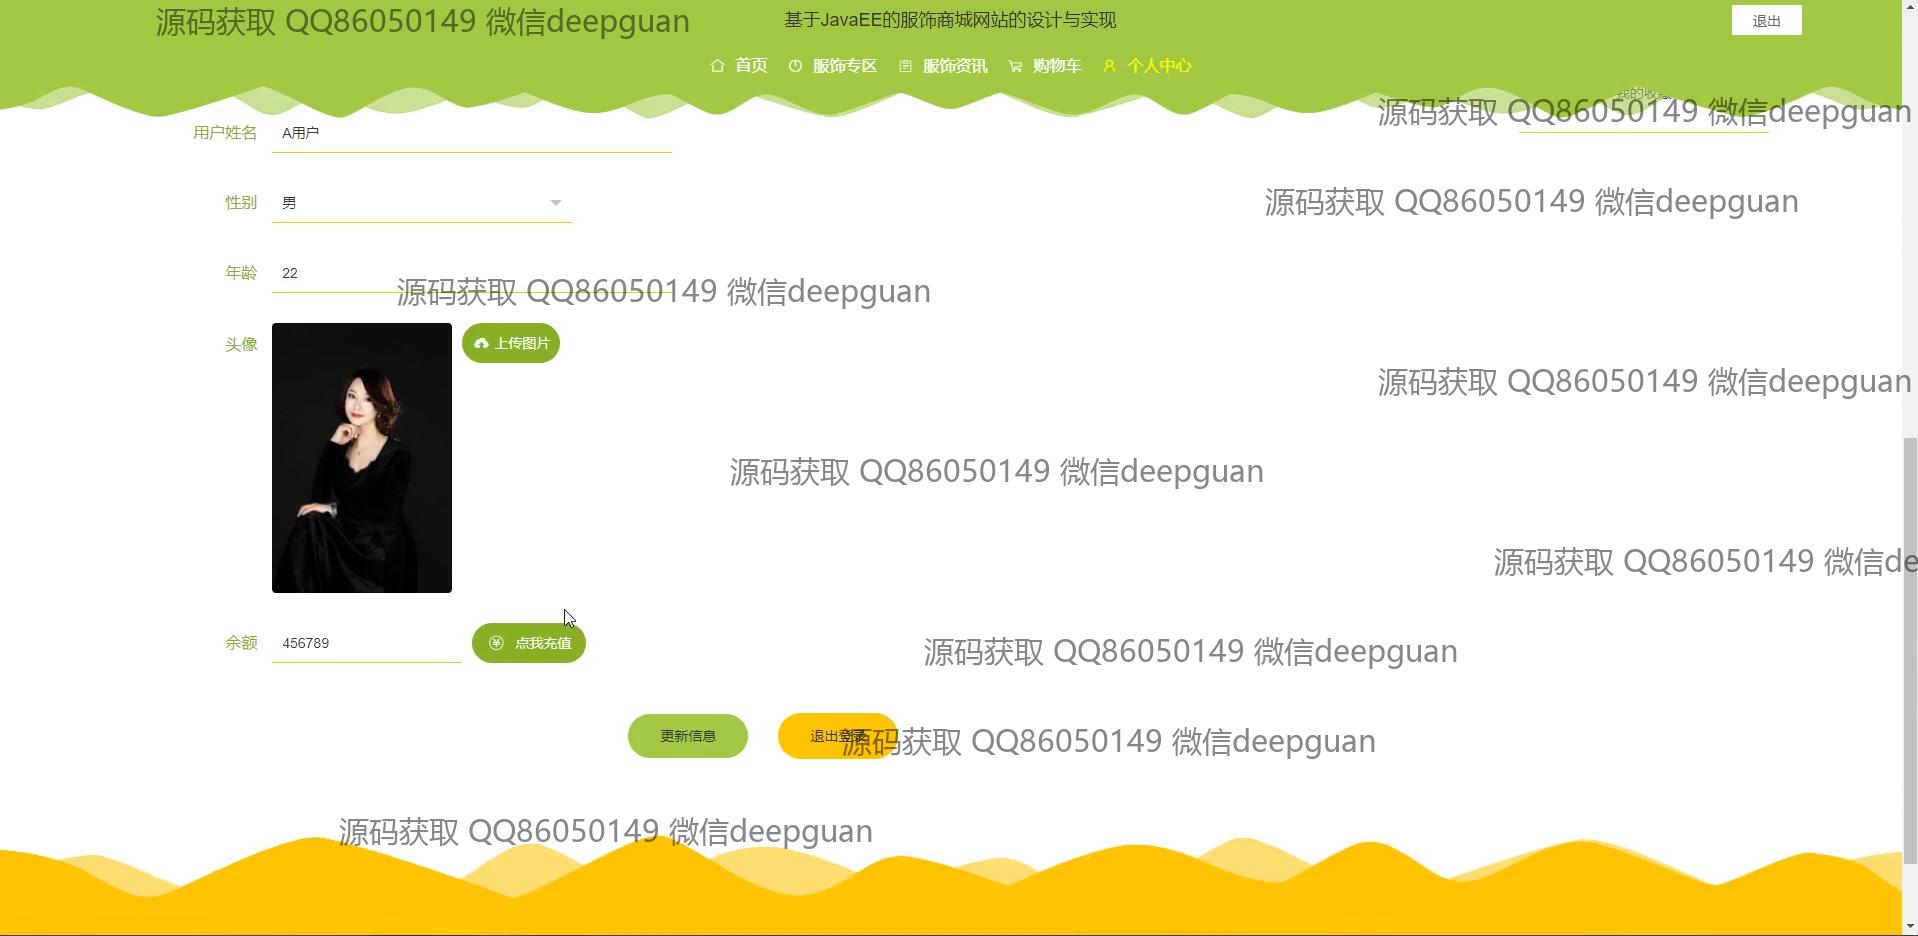 源码获取 QQ86050149 微信deepguan
基于JavaEE的服饰商城网站的设计与实现
退出
首页 服饰专区 服饰资讯 购物车 个人中心
源码获取 QQ86050149 微信deepguan
用户姓名 A用户
性别 男
源码获取 QQ86050149 微信deepguan
年龄 22
源码获取 QQ86050149 微信deepguan
头像 上传图片
源码获取 QQ86050149 微信deepguan
源码获取 QQ86050149 微信deepguan
源码获取 QQ86050149 微信de
余额 456789 点我充值
源码获取 QQ86050149 微信deepguan
更新信息 退出登录
源码获取 QQ86050149 微信deepguan
源码获取 QQ86050149 微信deepguan